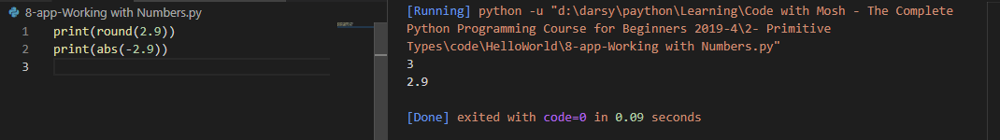 8-app-Working with Numbers.py
1 print(round(2.9))
2 print(abs(-2.9))
3
[Running] python -u "d:\darsy\paython\Learning\Code with Mosh - The Complete
Python Programming Course for Beginners 2019-4\2- Primitive
Types\code\HelloWorld\8-app-Working with Numbers.py"
3
2.9
[Done] exited with code=0 in 0.09 seconds